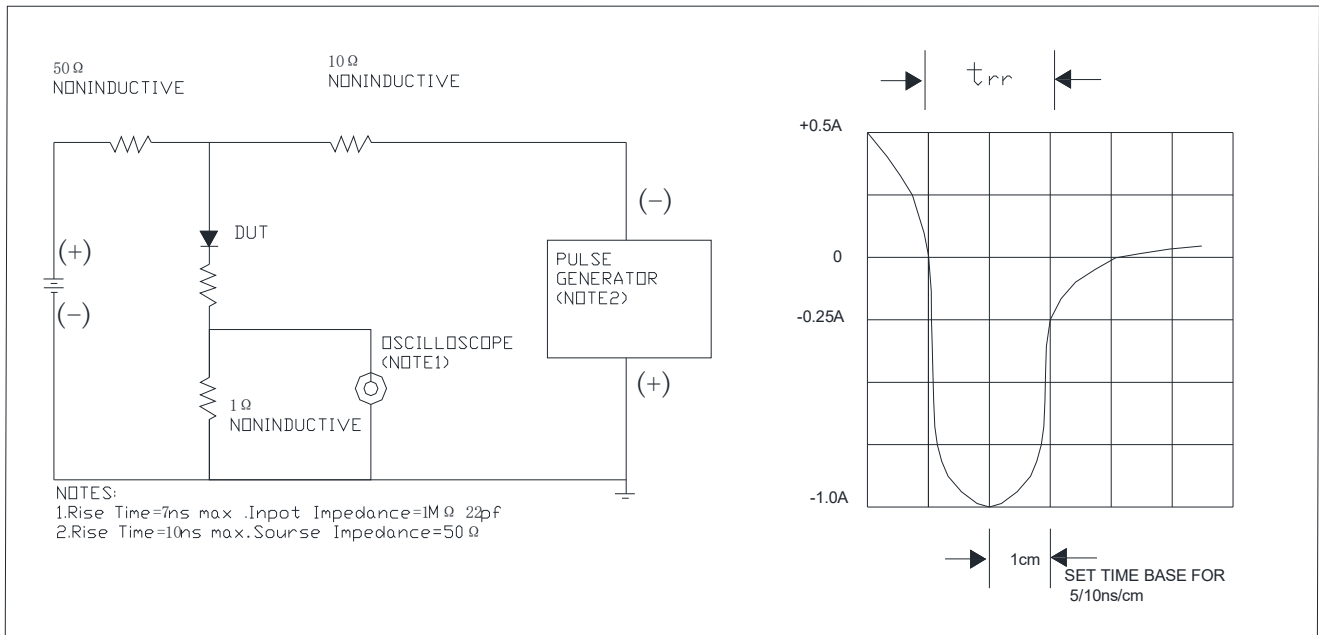 50Ω
NONINDUCTIVE
10Ω
NONINDUCTIVE
(+)
(-)
DUT
OSCILLOSCOPE
(NOTE1)
1Ω
NONINDUCTIVE
(-)
PULSE
GENERATOR
(NOTE2)
(+)
NOTES:
1.Rise Time=7ns max .Inpot Impedance=1M Ω 22pf
2.Rise Time=10ns max.Sourse Impedance=50 Ω
trr
+0.5A
0
-0.25A
-1.0A
1cm
SET TIME BASE FOR
5/10ns/cm